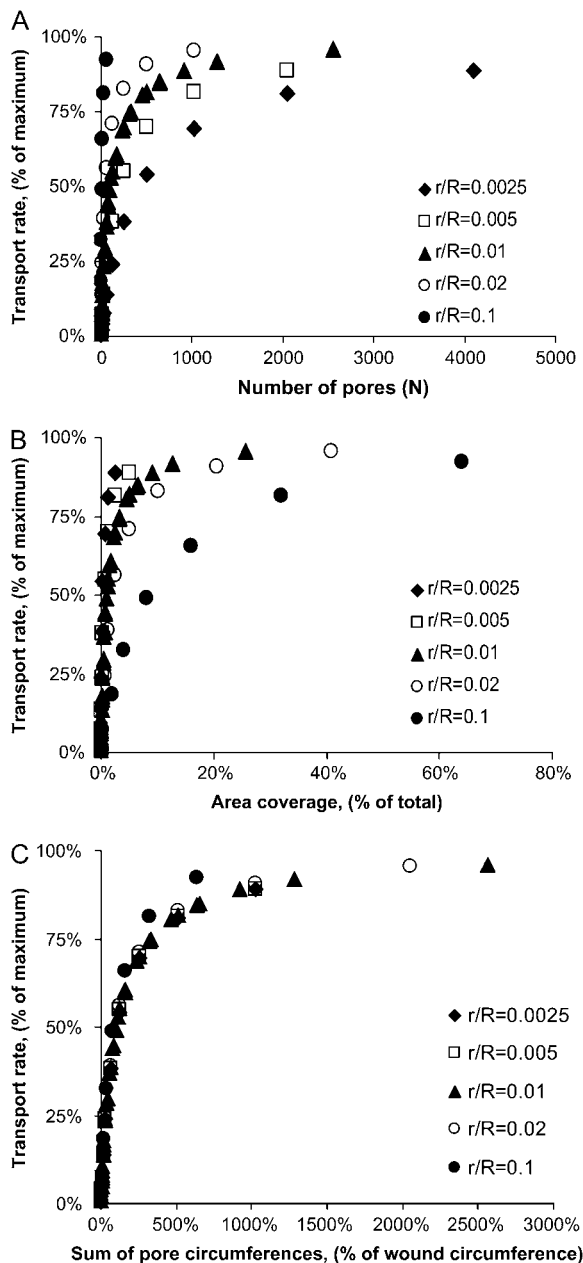 A
Transport rate, (% of maximum)
100%
75%
50%
25%
0%
0
1000
2000
3000
4000
5000
Number of pores (N)
r/R=0.0025
r/R=0.005
r/R=0.01
r/R=0.02
r/R=0.1
B
Transport rate, (% of maximum)
100%
75%
50%
25%
0%
0%
20%
40%
60%
80%
Area coverage, (% of total)
r/R=0.0025
r/R=0.005
r/R=0.01
r/R=0.02
r/R=0.1
C
Transport rate, (% of maximum)
100%
75%
50%
25%
0%
0%
500%
1000%
1500%
2000%
2500%
3000%
Sum of pore circumferences, (% of wound circumference)
r/R=0.0025
r/R=0.005
r/R=0.01
r/R=0.02
r/R=0.1